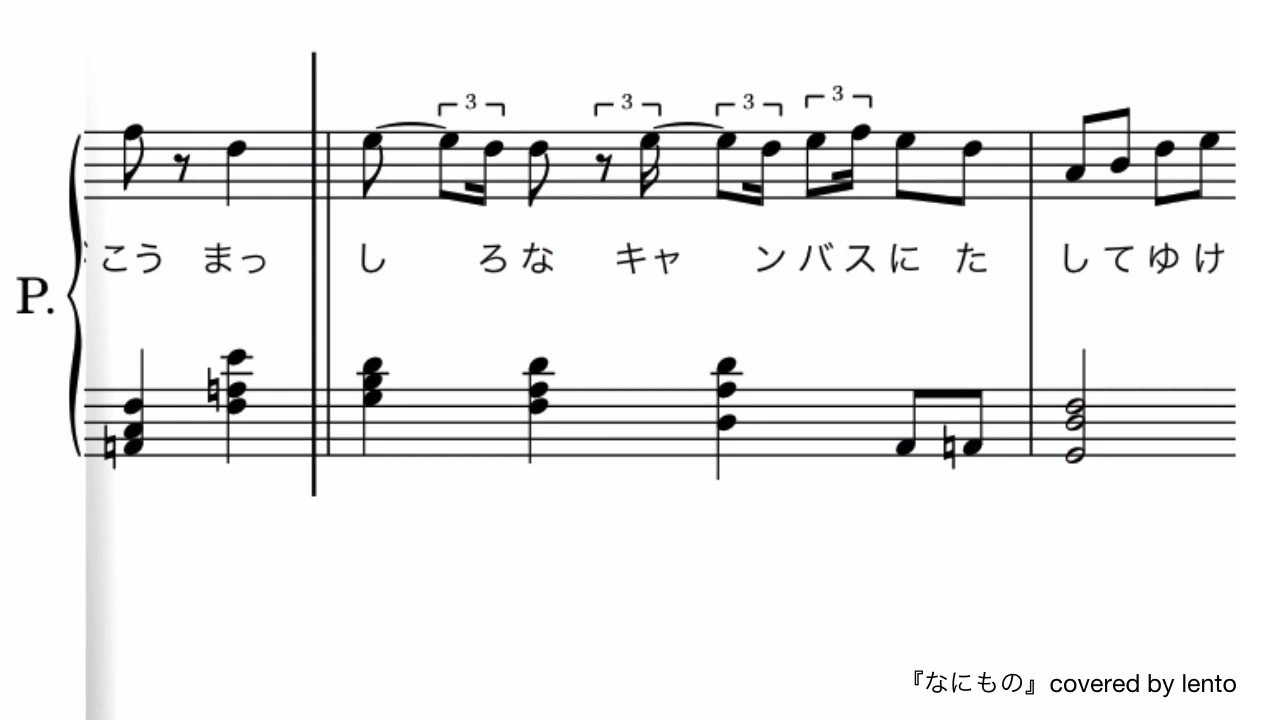 3 3 3 3
こう まっ し ろな キャ ンバスに た してゆけ
P.
『なにもの』covered by lento